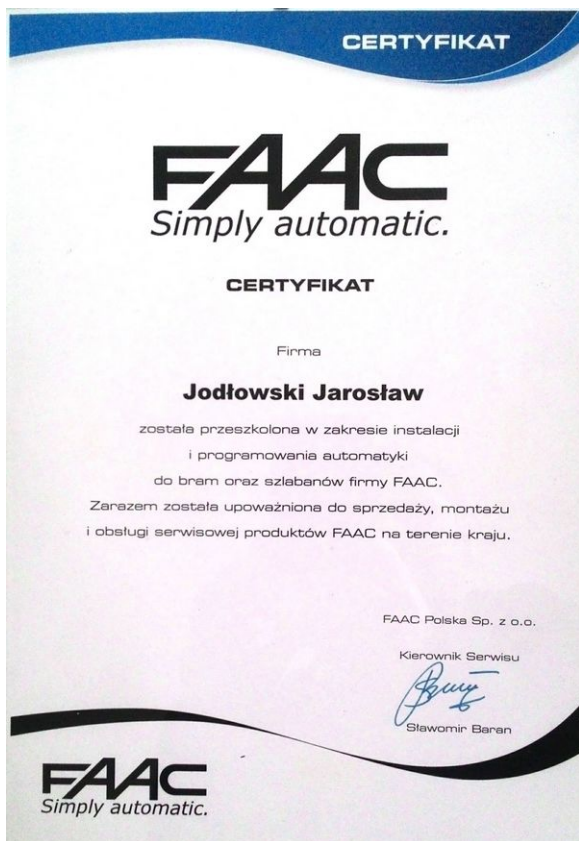 CERTYFIKAT
FAAC
Simply automatic.
CERTYFIKAT
Firma
Jodłowski Jarosław
została przeszkolona w zakresie instalacji
i programowania automatyki
do bram oraz szlabanów firmy FAAC.
Zarazem została upoważniona do sprzedaży, montażu
i obsługi serwisowej produktów FAAC na terenie kraju.
FAAC Polska Sp. z o.o.
Kierownik Serwisu
Sławomir Baran
FAAC
Simply automatic.